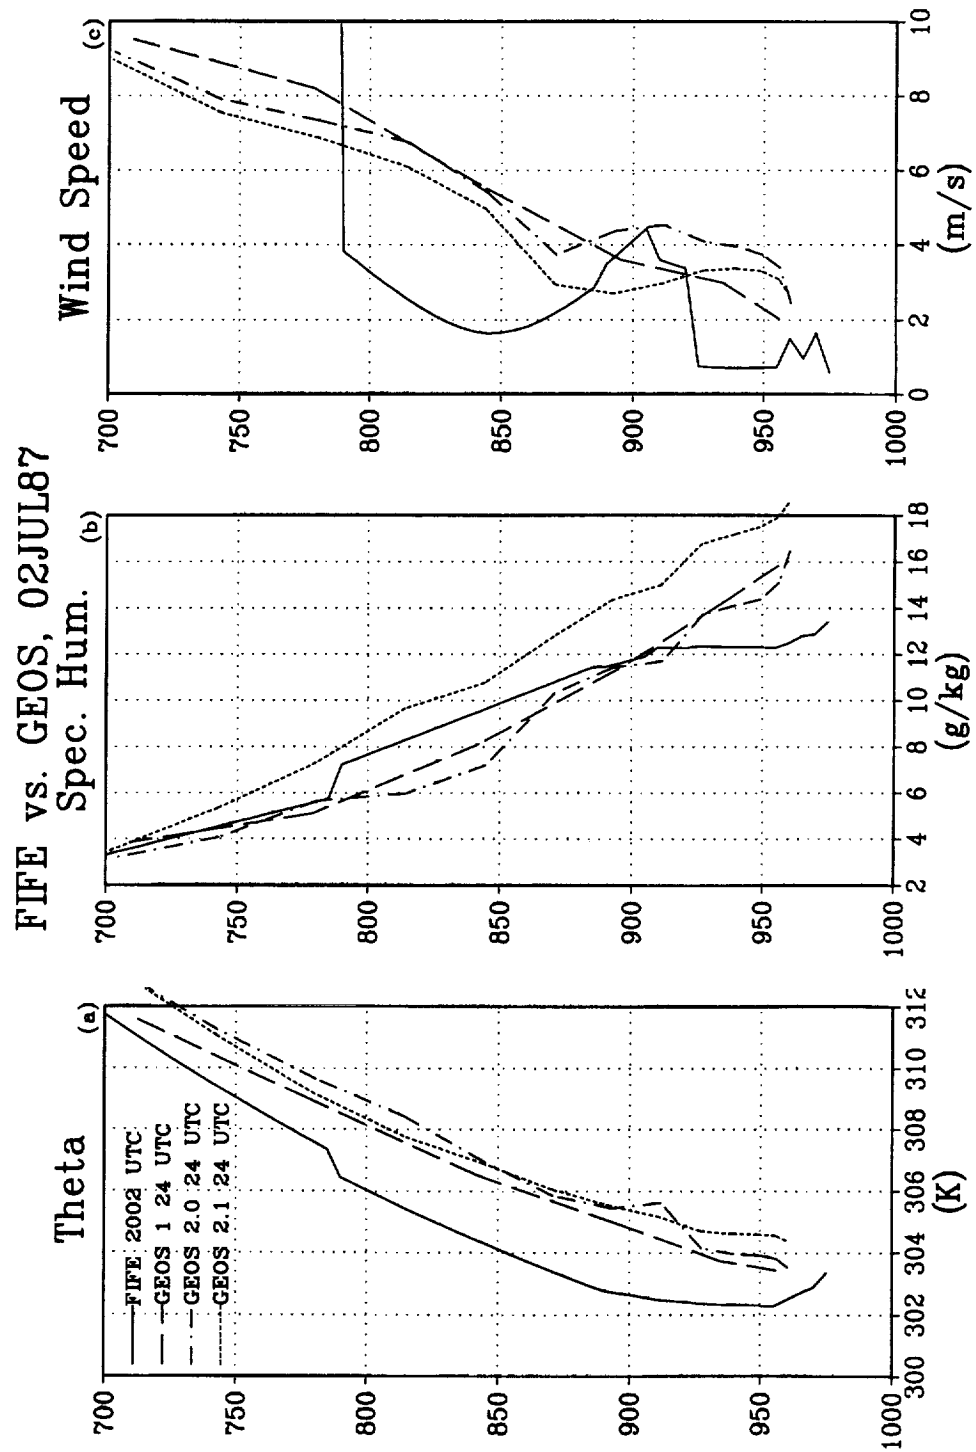 FIFE vs. GEOS, 02JUL87
Theta
(a)
FIFE 2002 UTC
GEOS 1 24 UTC
GEOS 2.0 24 UTC
GEOS 2.1 24 UTC
700
750
800
850
900
950
1000
300 302 304 306 308 310 312
(K)
Spec. Hum.
(b)
700
750
800
850
900
950
1000
2 4 6 8 10 12 14 16 18
(g/kg)
Wind Speed
(c)
700
750
800
850
900
950
1000
0 2 4 6 8 10
(m/s)